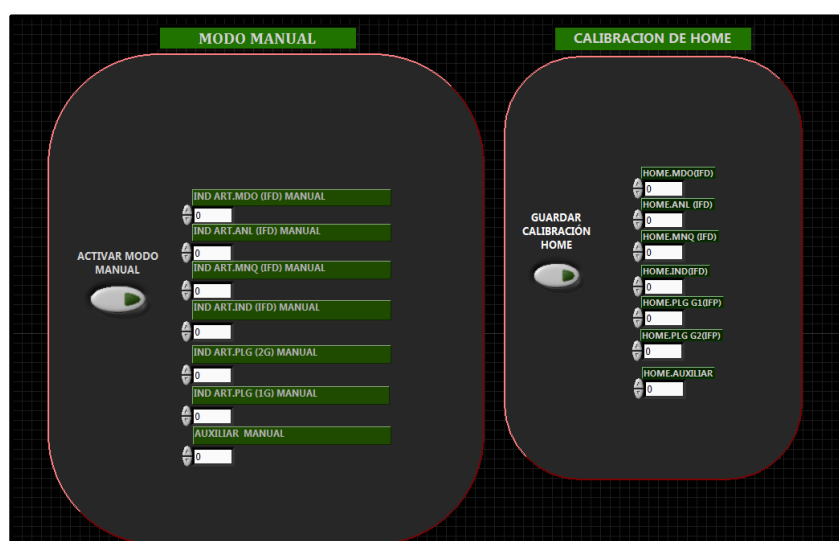 MODO MANUAL
IND ART.MDO (IFD) MANUAL
0
IND ART.ANL (IFD) MANUAL
0
IND ART.MNQ (IFD) MANUAL
0
IND ART.IND (IFD) MANUAL
0
IND ART.PLG (2G) MANUAL
0
IND ART.PLG (1G) MANUAL
0
AUXILIAR MANUAL
0
ACTIVAR MODO
MANUAL
CALIBRACION DE HOME
HOME.MDO(IFD)
0
HOME.ANL (IFD)
0
HOME.MNQ (IFD)
0
HOME.IND(IFD)
0
HOME.PLG G1(IFP)
0
HOME.PLG G2(IFP)
0
HOME.AUXILIAR
0
GUARDAR
CALIBRACIÓN
HOME